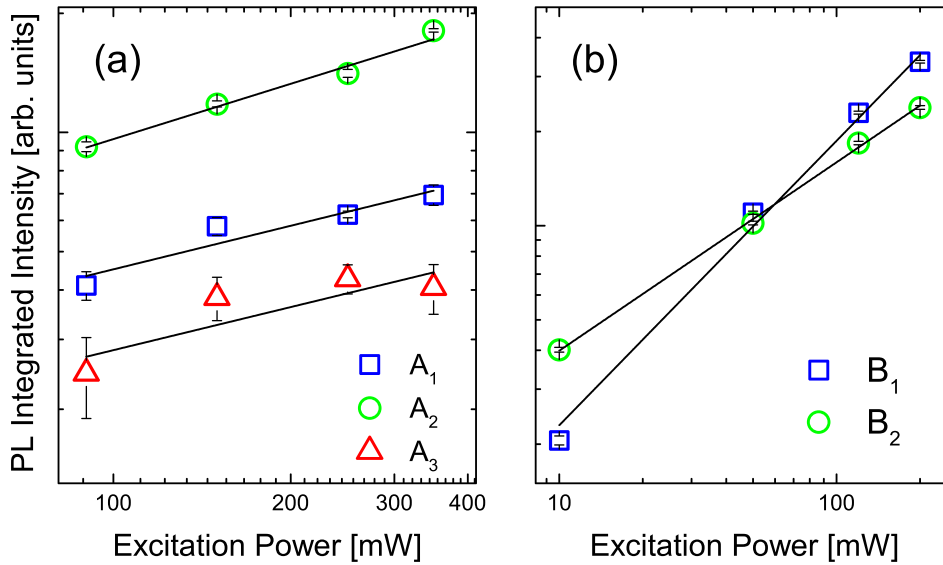 PL Integrated Intensity [arb. units]
(a)
A₁
A₂
A₃
100
200
300
400
Excitation Power [mW]
(b)
B₁
B₂
10
100
Excitation Power [mW]